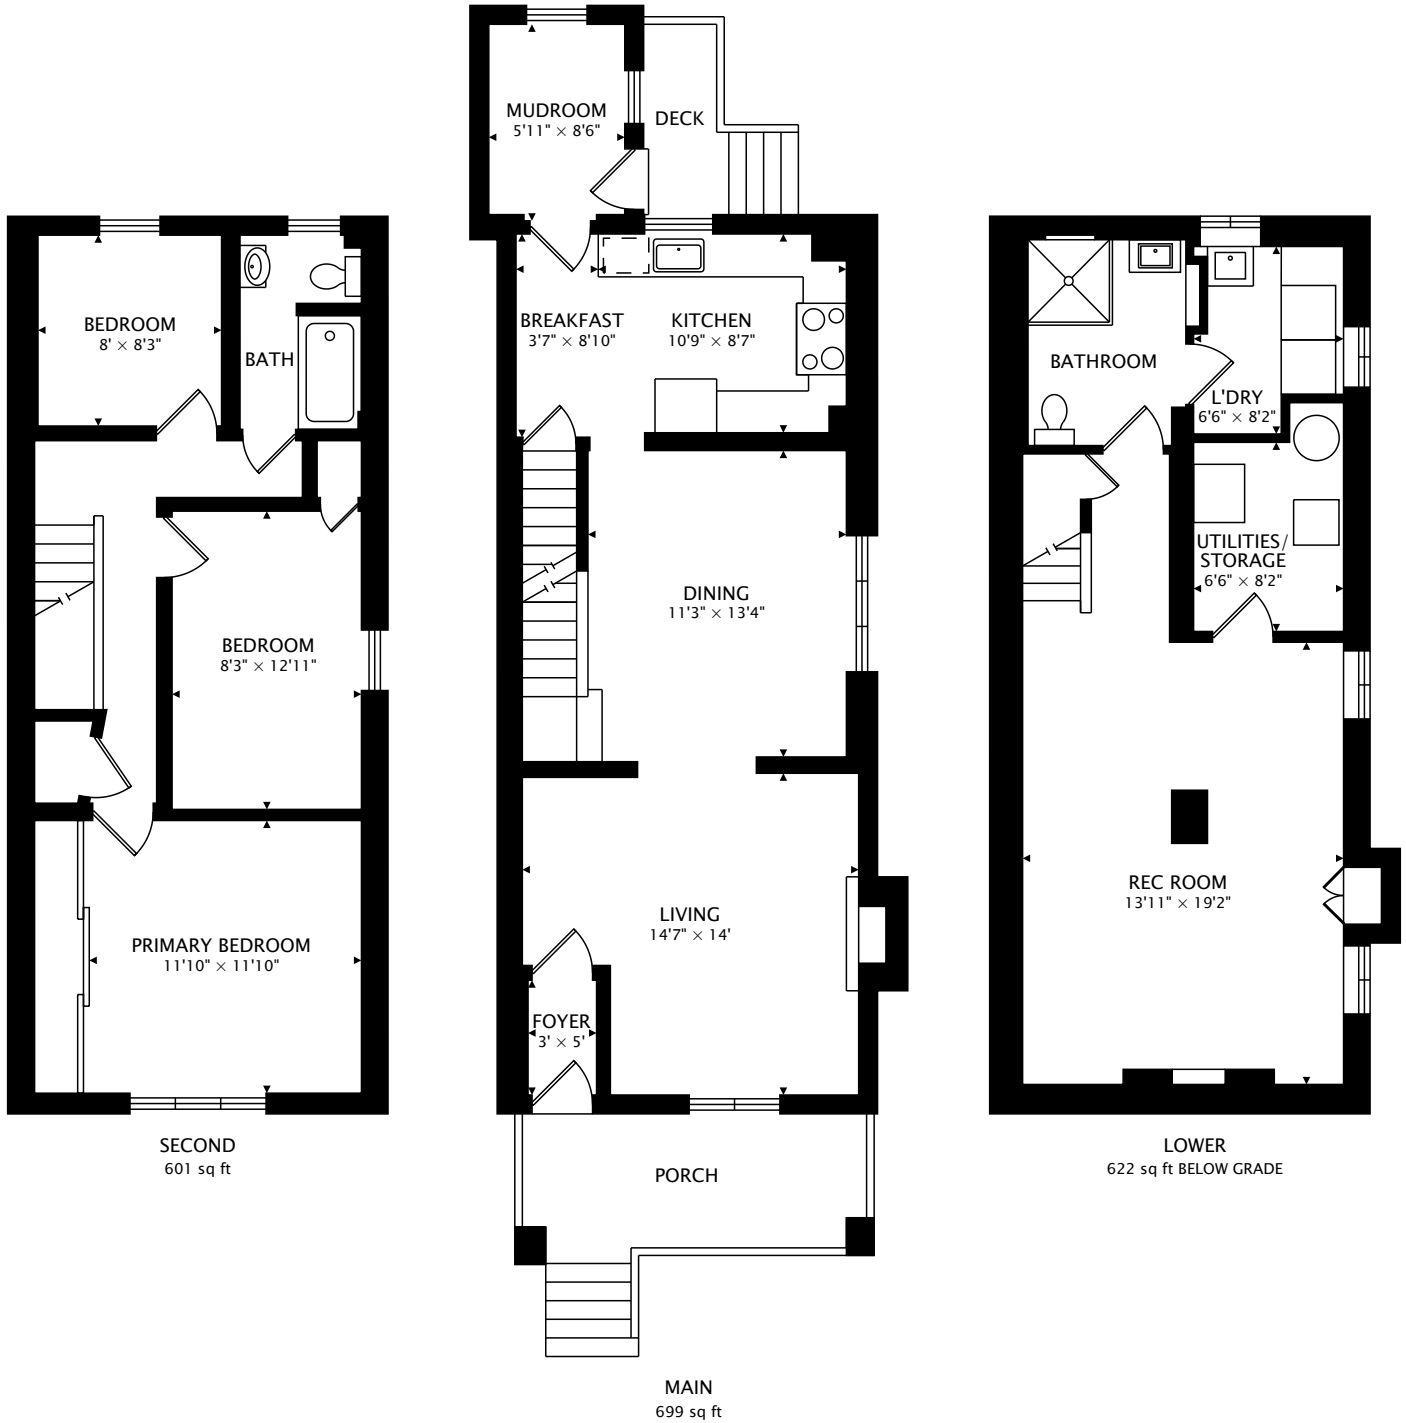 BEDROOM
8' × 8'3"
BATH
BEDROOM
8'3" × 12'11"
PRIMARY BEDROOM
11'10" × 11'10"
SECOND
601 sq ft
MUDROOM
5'11" × 8'6"
DECK
BREAKFAST
3'7" × 8'10"
KITCHEN
10'9" × 8'7"
DINING
11'3" × 13'4"
LIVING
14'7" × 14'
FOYER
3' × 5'
PORCH
MAIN
699 sq ft
BATHROOM
L'DRY
6'6" × 8'2"
UTILITIES/
STORAGE
6'6" × 8'2"
REC ROOM
13'11" × 19'2"
LOWER
622 sq ft BELOW GRADE